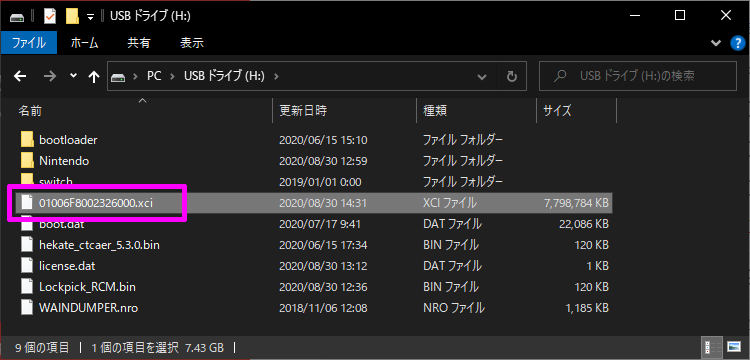 USB ドライブ (H:)
ファイル ホーム 共有 表示
PC USB ドライブ (H:) USB ドライブ (H:)の検索
名前 更新日時 種類 サイズ
bootloader 2020/06/15 15:10 ファイル フォルダー
Nintendo 2020/08/30 12:59 ファイル フォルダー
switch 2019/01/01 0:00 ファイル フォルダー
01006F8002326000.xci 2020/08/30 14:31 XCI ファイル 7,798,784 KB
boot.dat 2020/07/17 9:41 DAT ファイル 22,086 KB
hekate_ctcaer_5.3.0.bin 2020/06/15 17:34 BIN ファイル 120 KB
license.dat 2020/08/30 13:12 DAT ファイル 1 KB
Lockpick_RCM.bin 2020/08/30 12:36 BIN ファイル 120 KB
WAINDUMPER.nro 2018/11/06 12:08 NRO ファイル 1,185 KB
9 個の項目 1 個の項目を選択 7.43 GB